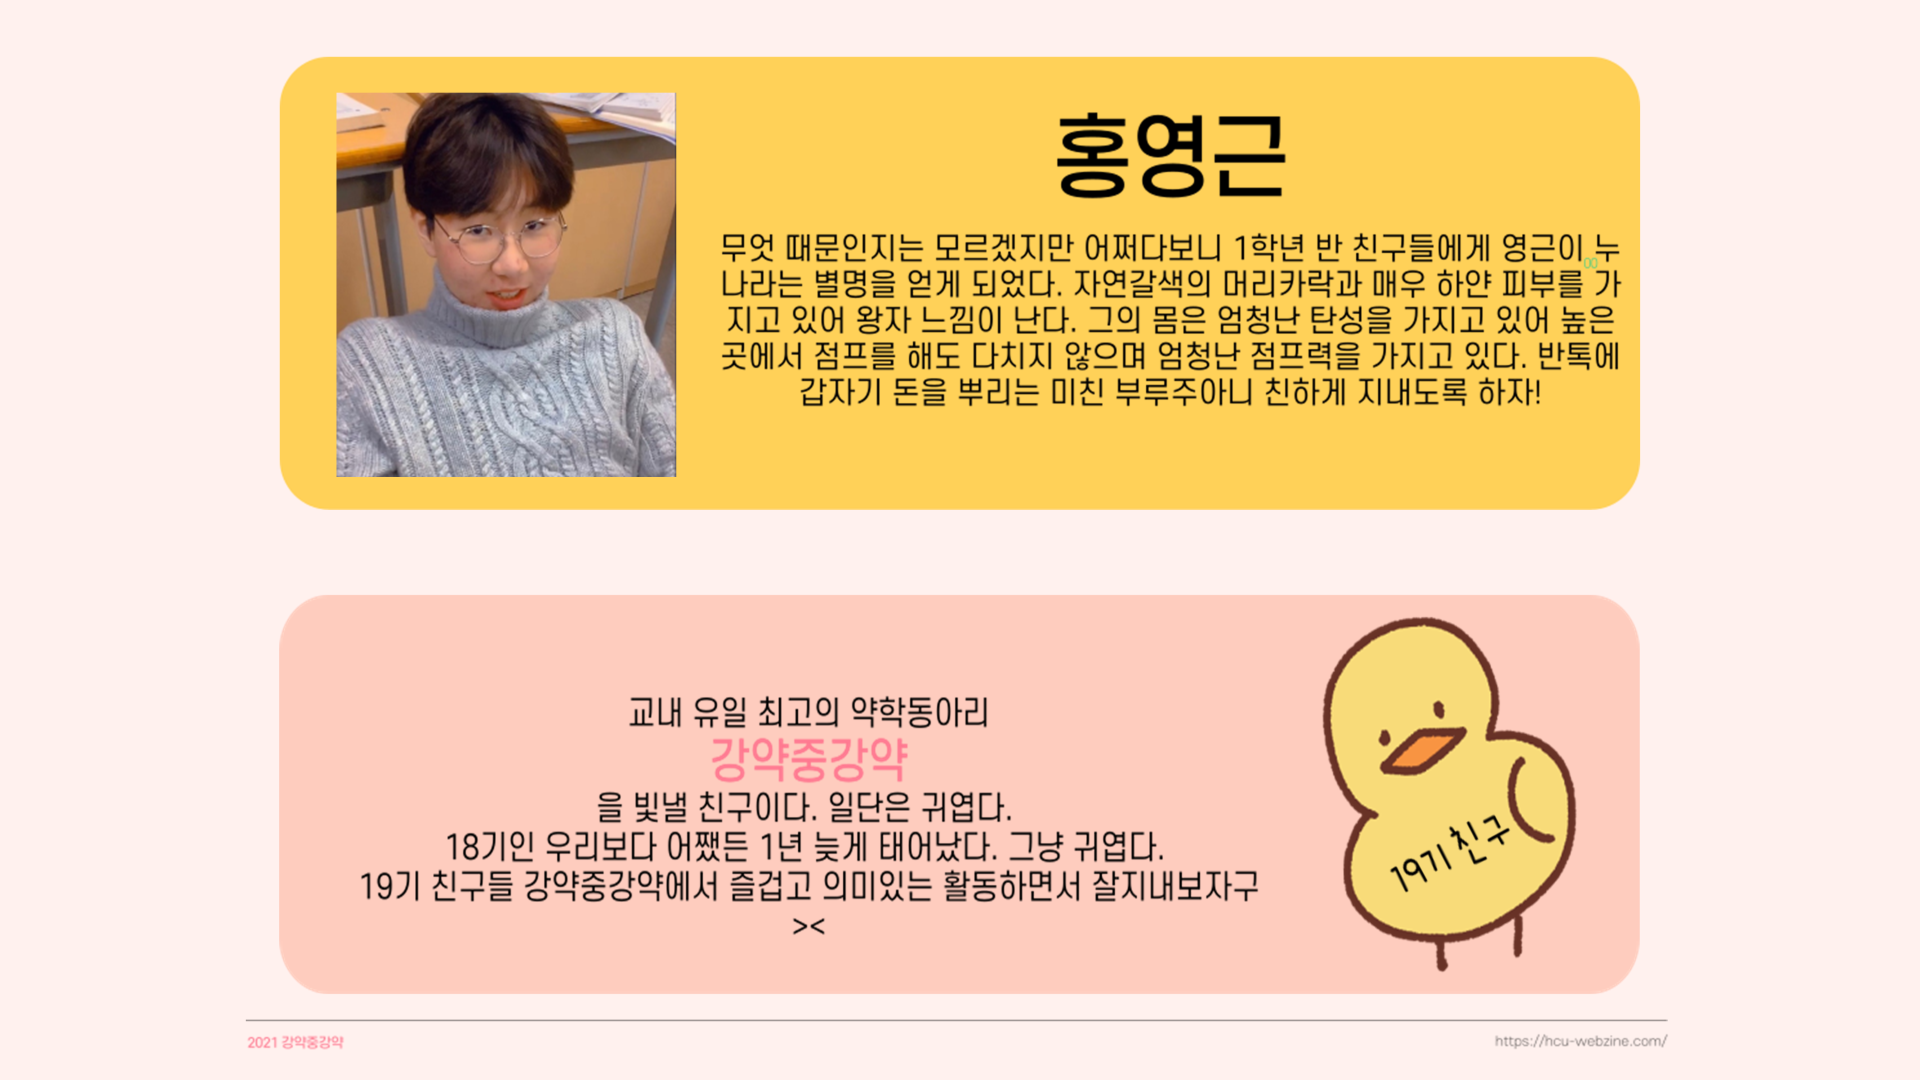 홍영근
무엇 때문인지는 모르겠지만 어쩌다보니 1학년 반 친구들에게 영근이 누
나라는 별명을 얻게 되었다. 자연갈색의 머리카락과 매우 하얀 피부를 가
지고 있어 왕자 느낌이 난다. 그의 몸은 엄청난 탄성을 가지고 있어 높은
곳에서 점프를 해도 다치지 않으며 엄청난 점프력을 가지고 있다. 반톡에
갑자기 돈을 뿌리는 미친 부루주아니 친하게 지내도록 하자!
교내 유일 최고의 약학동아리
강약중강약
을 빛낼 친구이다. 일단은 귀엽다.
18기인 우리보다 어쨌든 1년 늦게 태어났다. 그냥 귀엽다.
19기 친구들 강약중강약에서 즐겁고 의미있는 활동하면서 잘지내보자구
><
19기 친구
2021 강약중강약
https://hcu-webzine.com/